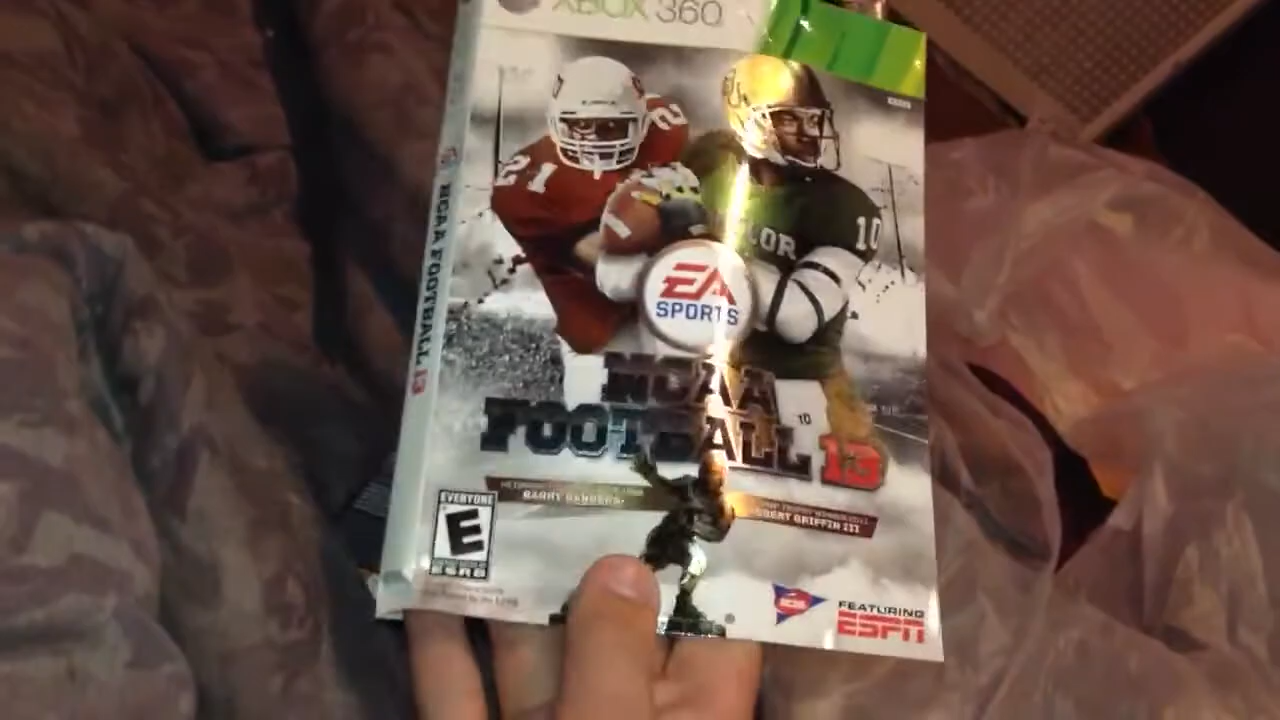 XBOX 360
21
2
10
LOR
EA
SPORTS
NCAA
FOOTBALL 13
NCAA FOOTBALL 13
BARRY SANDERS
GRIFFIN III
EVERYONE
E
ESRB
FEATURING
ESPN